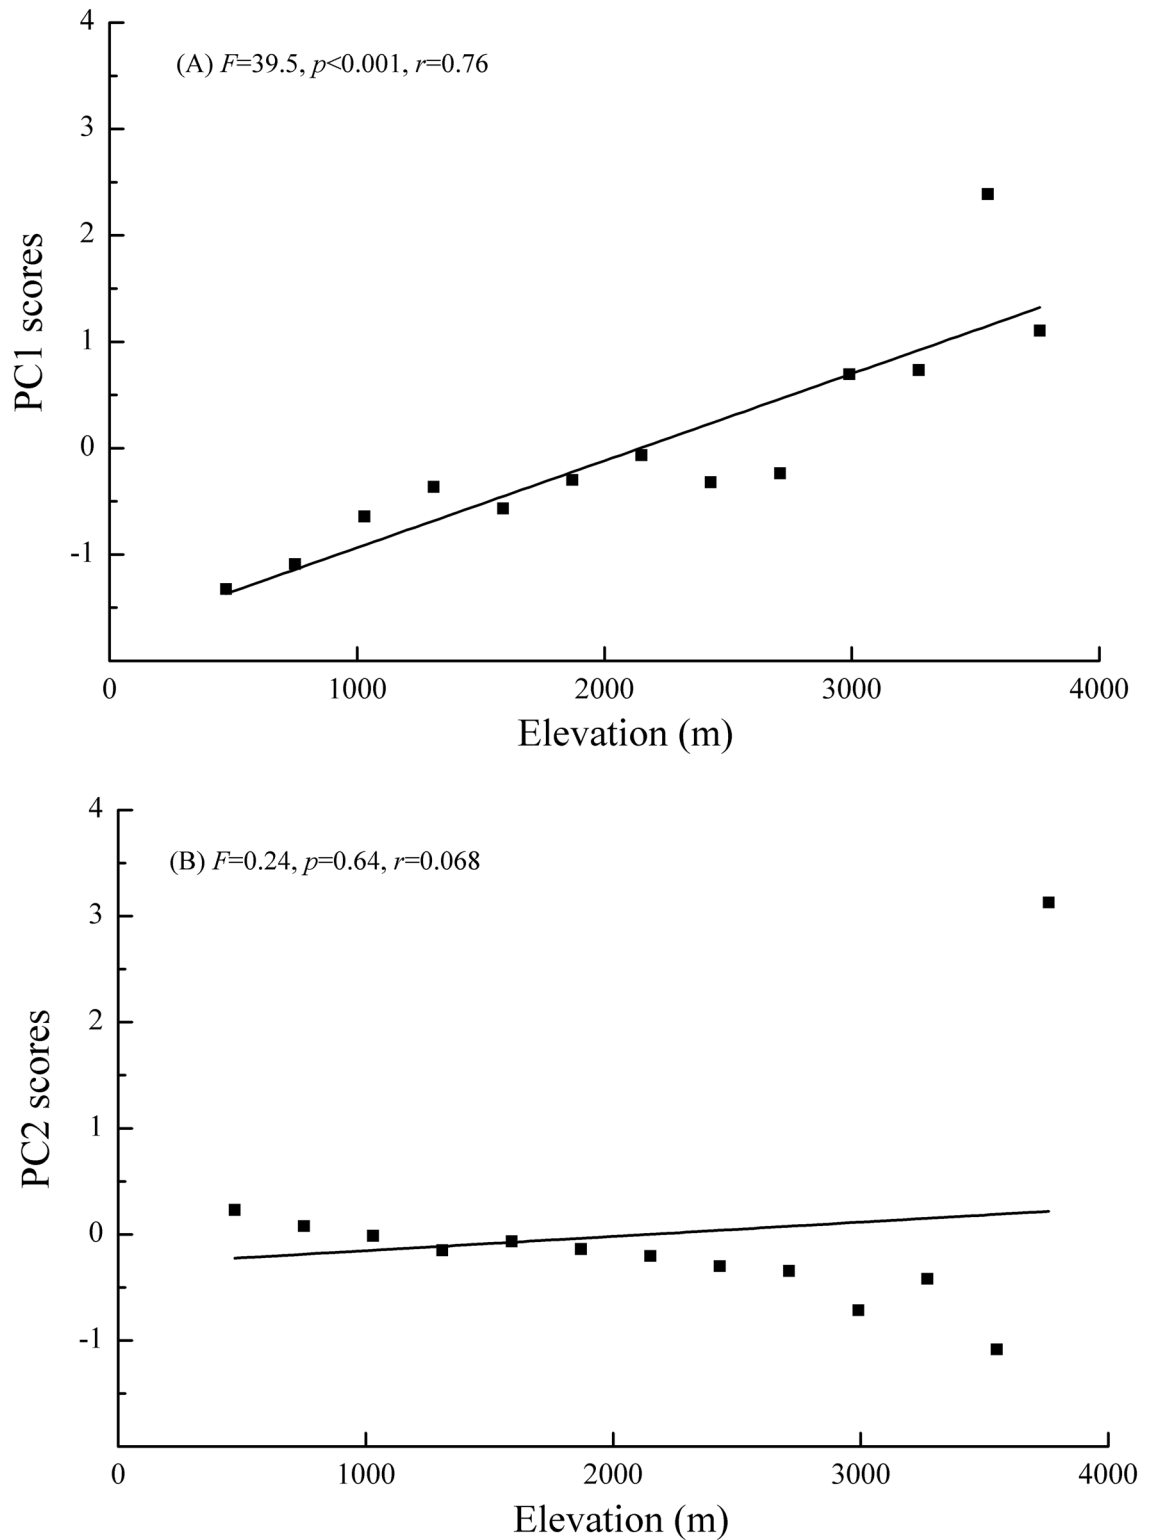 4
(A) F=39.5, p<0.001, r=0.76
3
2
1
0
-1
PC1 scores
0 1000 2000 3000 4000
Elevation (m)
4
(B) F=0.24, p=0.64, r=0.068
3
2
1
0
-1
PC2 scores
0 1000 2000 3000 4000
Elevation (m)